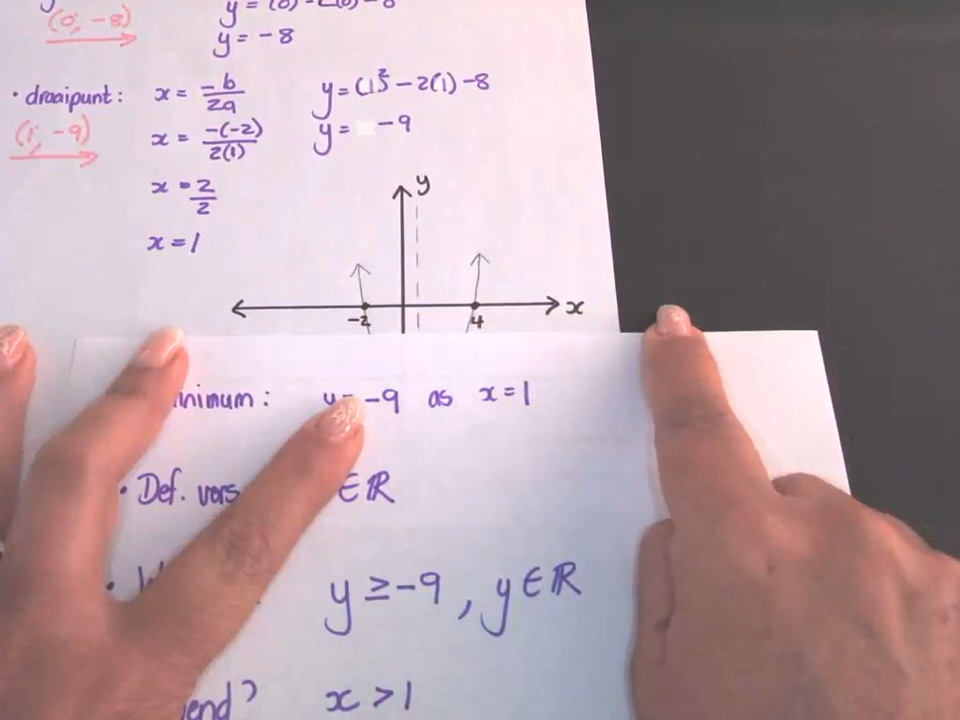 (0; -8)
y = -8
• draaipunt: x = -b/2a y = (1)² - 2(1) - 8
(1; -9) x = -(-2)/2(1) y = -9
x = 2/2
x = 1
y
x
-2 4
y = -9 as x = 1
• Def. vers ∈ ℝ
y ≥ -9, y ∈ ℝ
x > 1